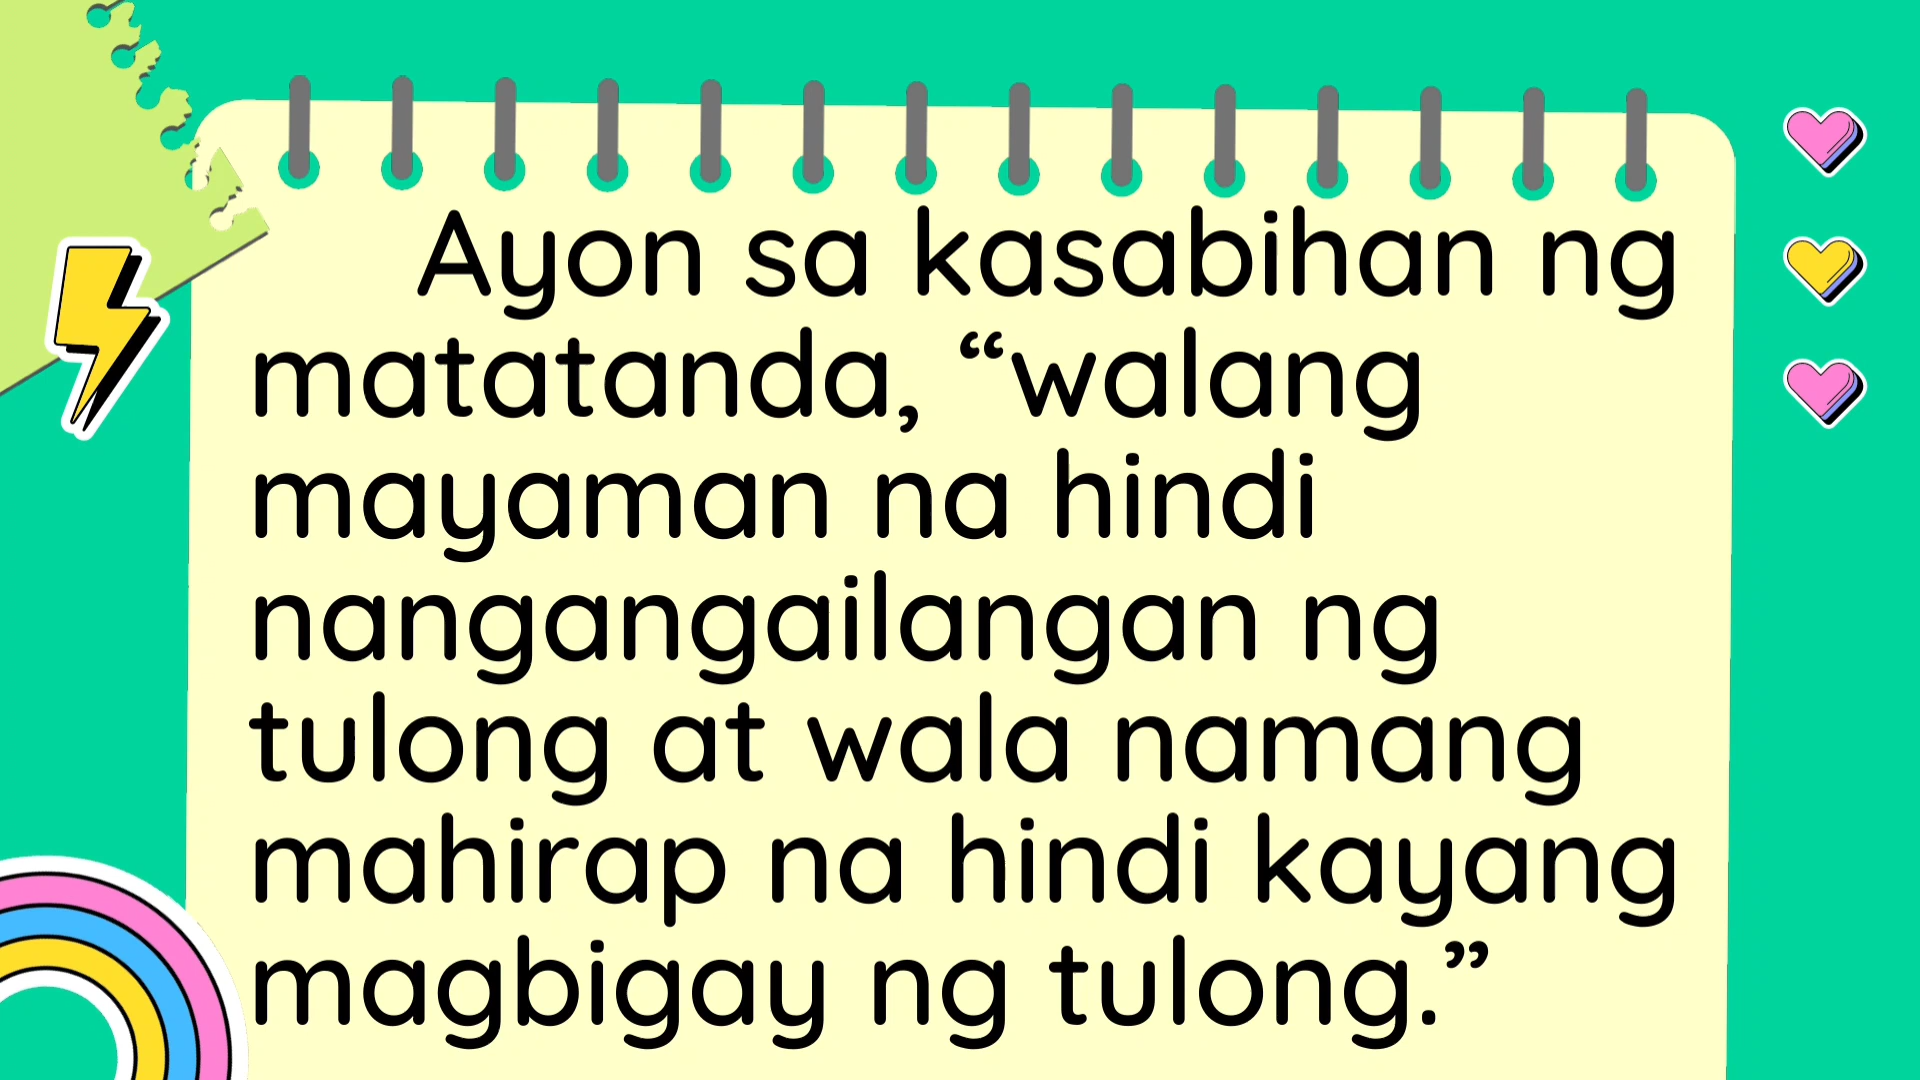 Ayon sa kasabihan ng
matatanda, “walang
mayaman na hindi
nangangailangan ng
tulong at wala namang
mahirap na hindi kayang
magbigay ng tulong.”